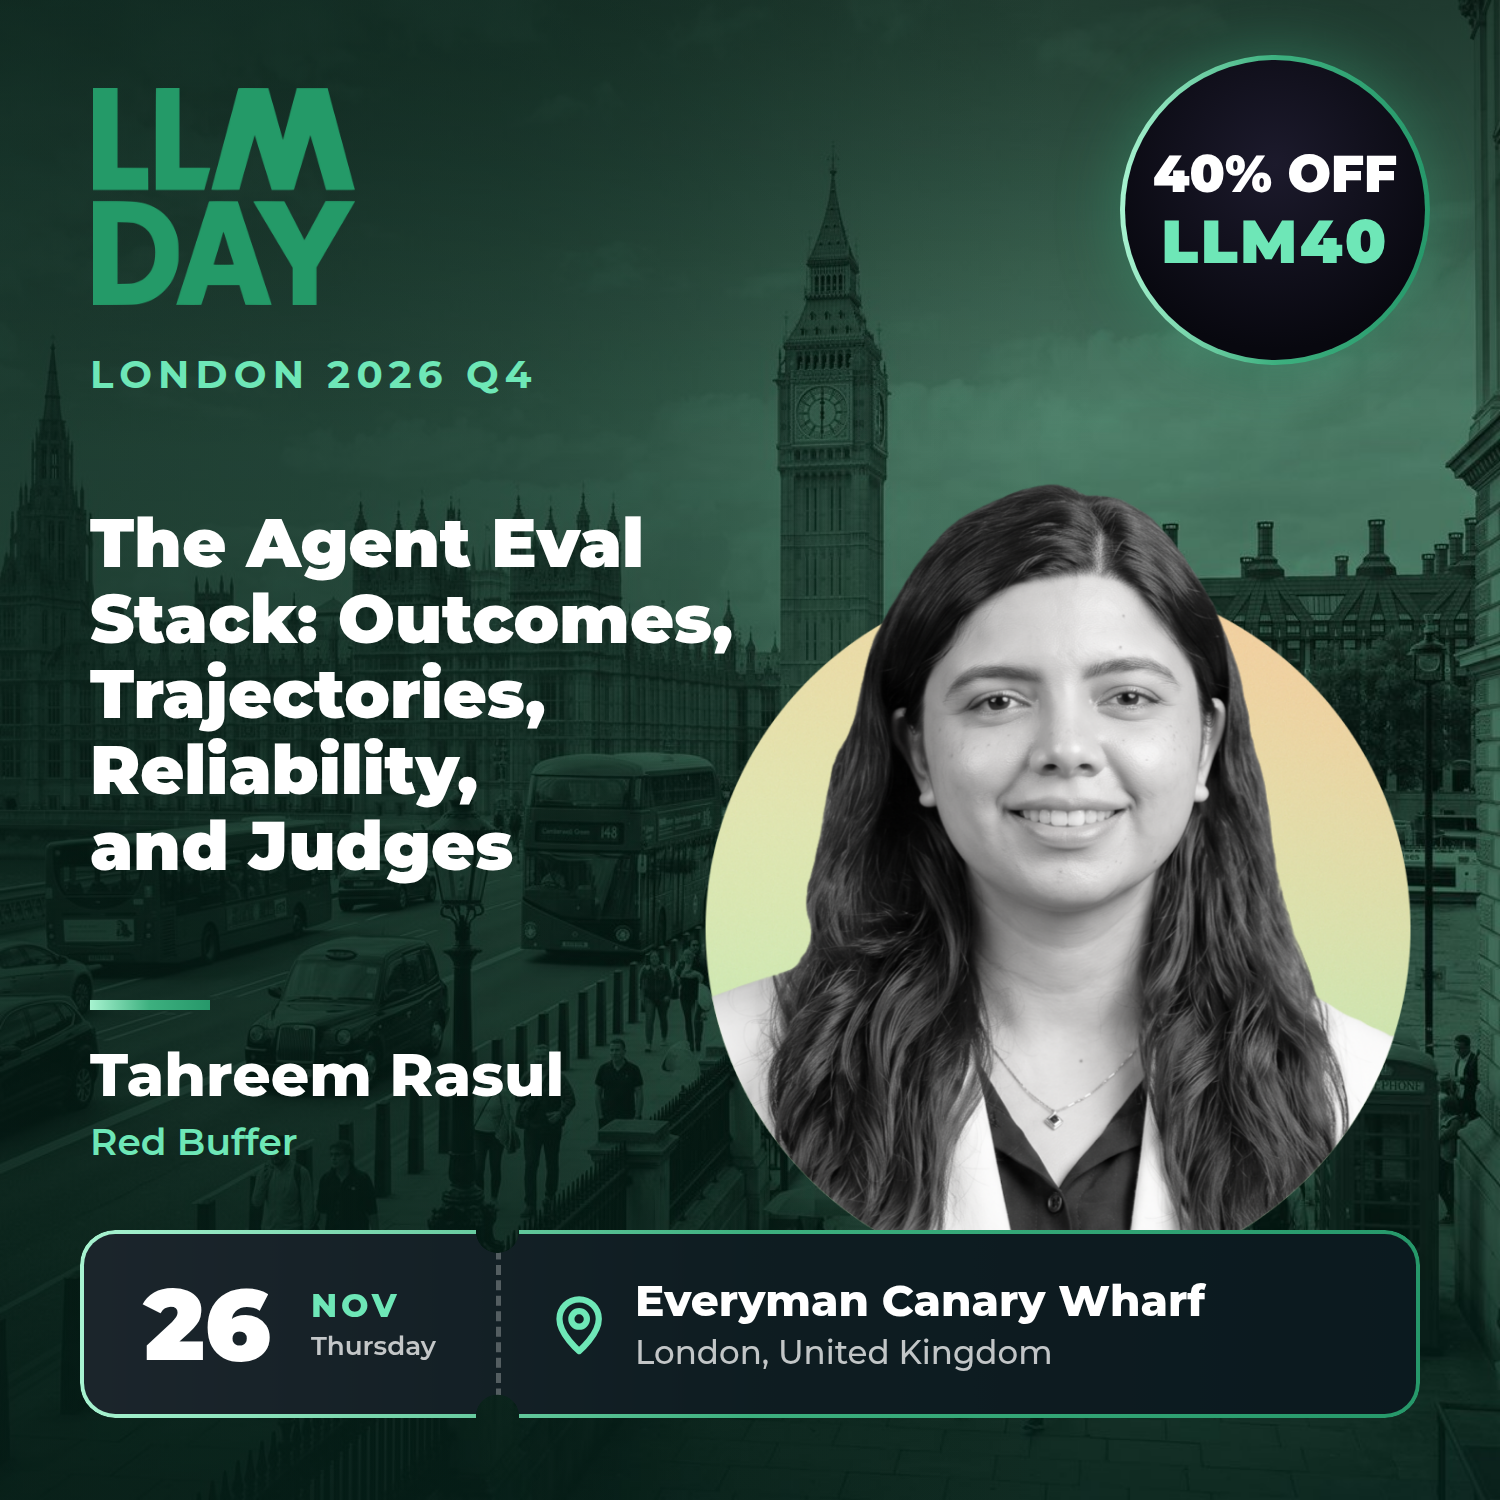 LLM
DAY
LONDON 2026 Q4
40% OFF
LLM40
The Agent Eval
Stack: Outcomes,
Trajectories,
Reliability,
and Judges
148
Tahreem Rasul
Red Buffer
26
NOV
Thursday
Everyman Canary Wharf
London, United Kingdom